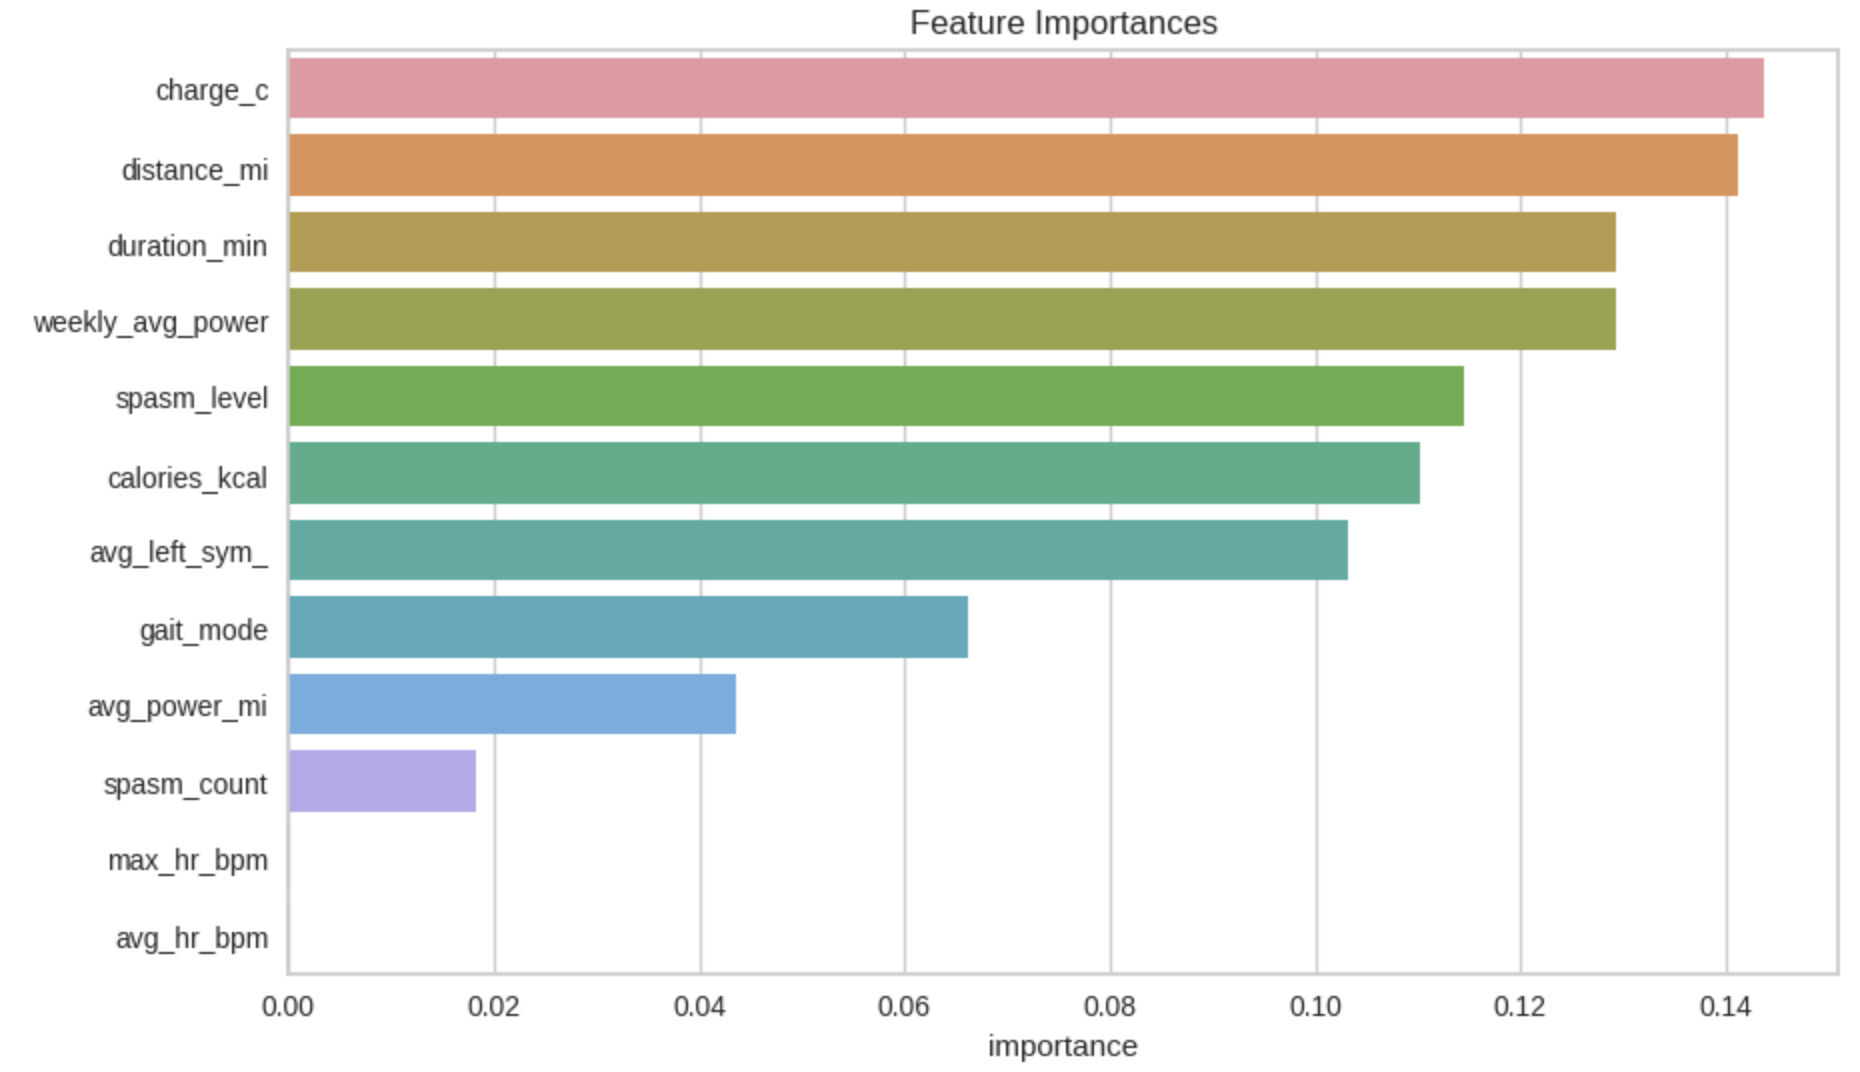 Feature Importances
charge_c
distance_mi
duration_min
weekly_avg_power
spasm_level
calories_kcal
avg_left_sym_
gait_mode
avg_power_mi
spasm_count
max_hr_bpm
avg_hr_bpm
0.00 0.02 0.04 0.06 0.08 0.10 0.12 0.14
importance